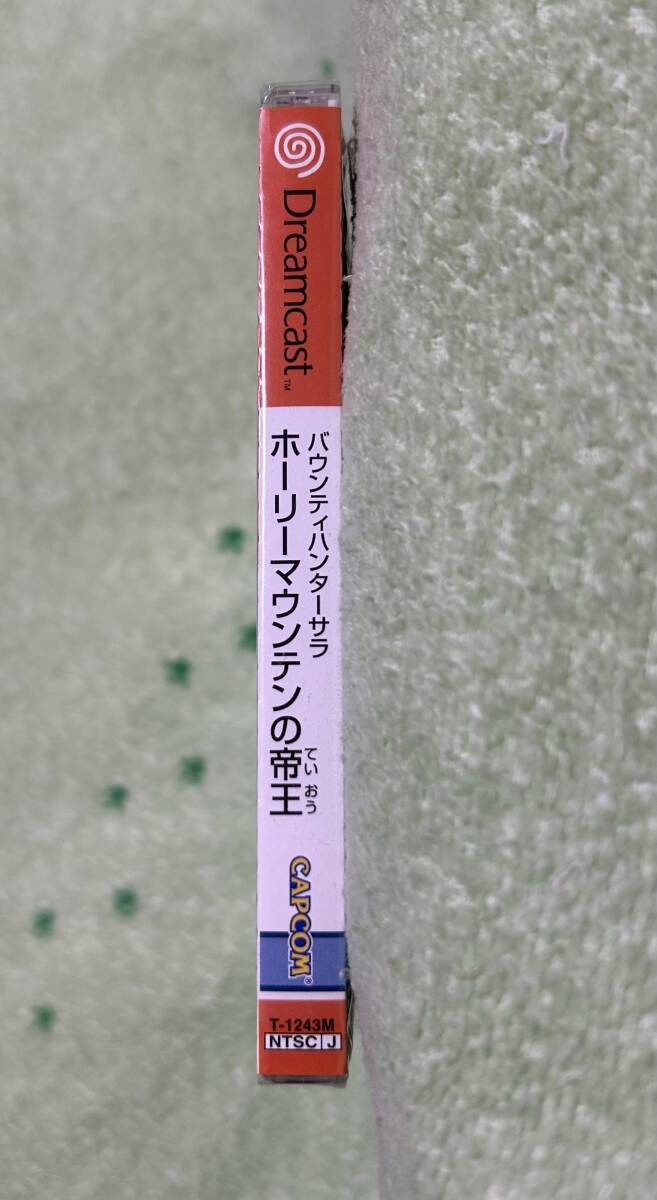 Dreamcast™
バウンティハンターサラ
ホーリーマウンテンの帝王
てい おう
CAPCOM®
T-1243M
NTSC J